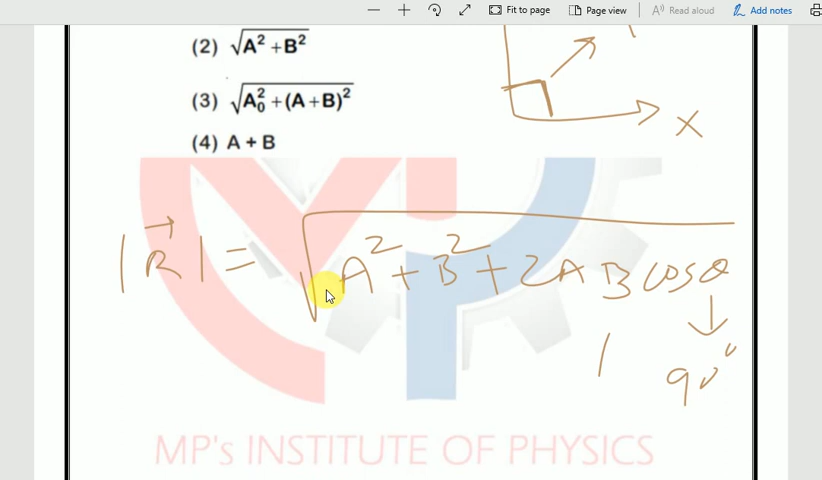 Fit to page
Page view
Read aloud
Add notes
(2) √A² + B²
(3) √A₀² + (A + B)²
(4) A + B
X
|R⃗| = √A² + B² + 2AB cosθ
90°
MP's INSTITUTE OF PHYSICS